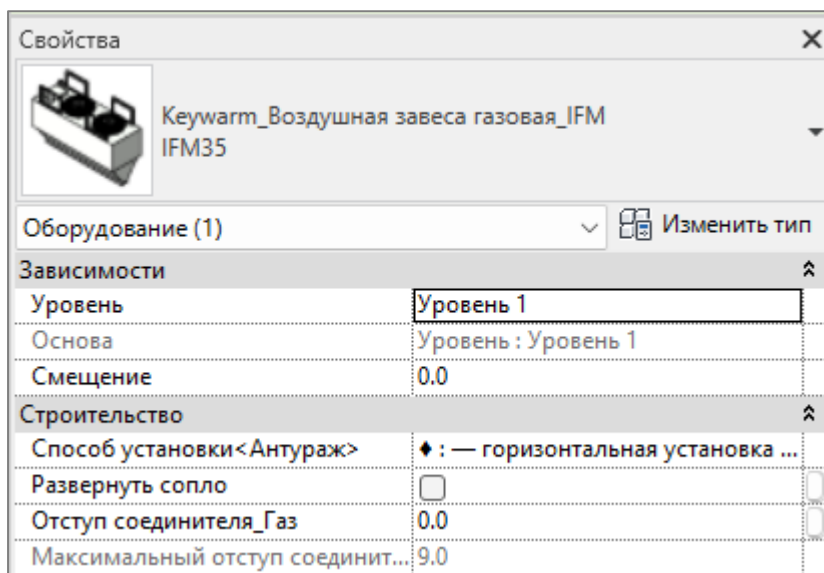 Свойства
Keywarm_Воздушная завеса газовая_IFM
IFM35
Оборудование (1)
Изменить тип
Зависимости
Уровень Уровень 1
Основа Уровень : Уровень 1
Смещение 0.0
Строительство
Способ установки<Антураж> ♦ : — горизонтальная установка ...
Развернуть сопло
Отступ соединителя_Газ 0.0
Максимальный отступ соединит... 9.0